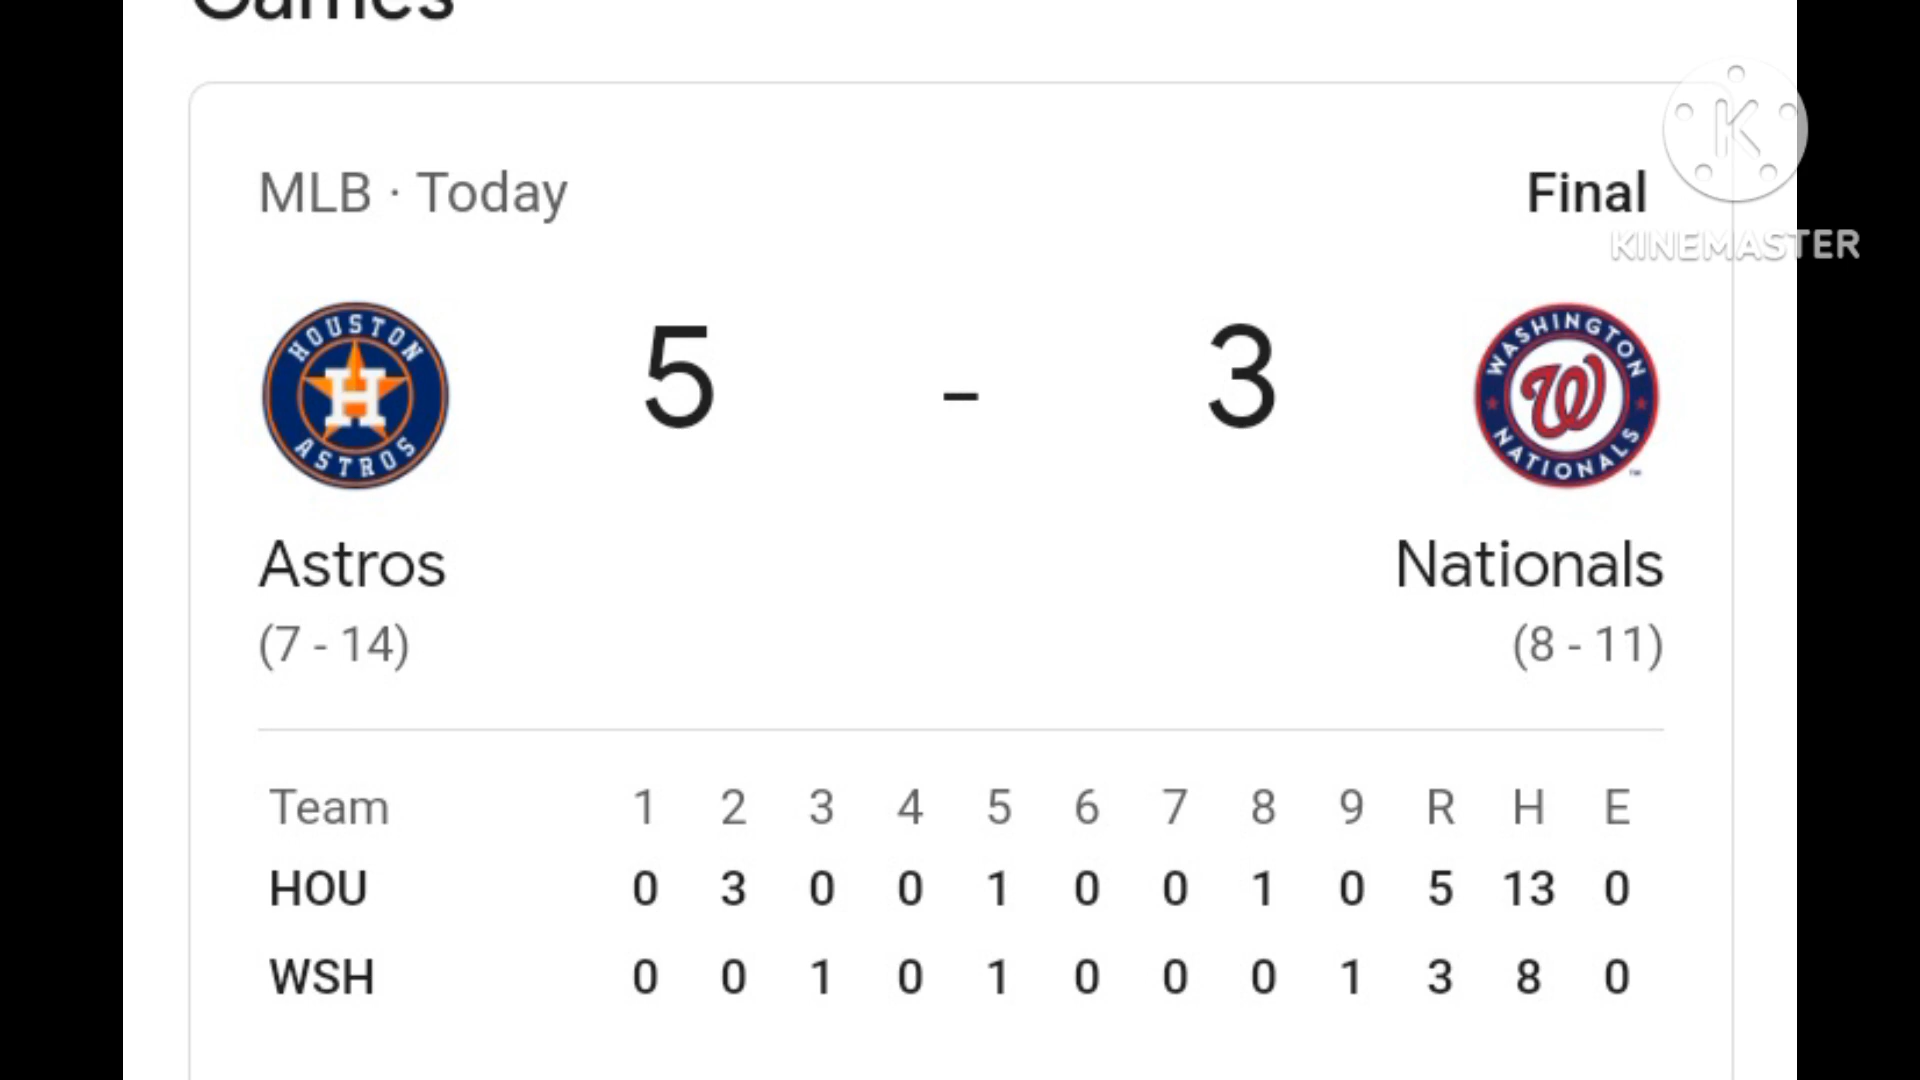 Games
MLB · Today
Final
KINEMASTER
HOUSTON
ASTROS
5 - 3
WASHINGTON
NATIONALS
Astros
Nationals
(7 - 14)
(8 - 11)
Team 1 2 3 4 5 6 7 8 9 R H E
HOU 0 3 0 0 1 0 0 1 0 5 13 0
WSH 0 0 1 0 1 0 0 0 1 3 8 0